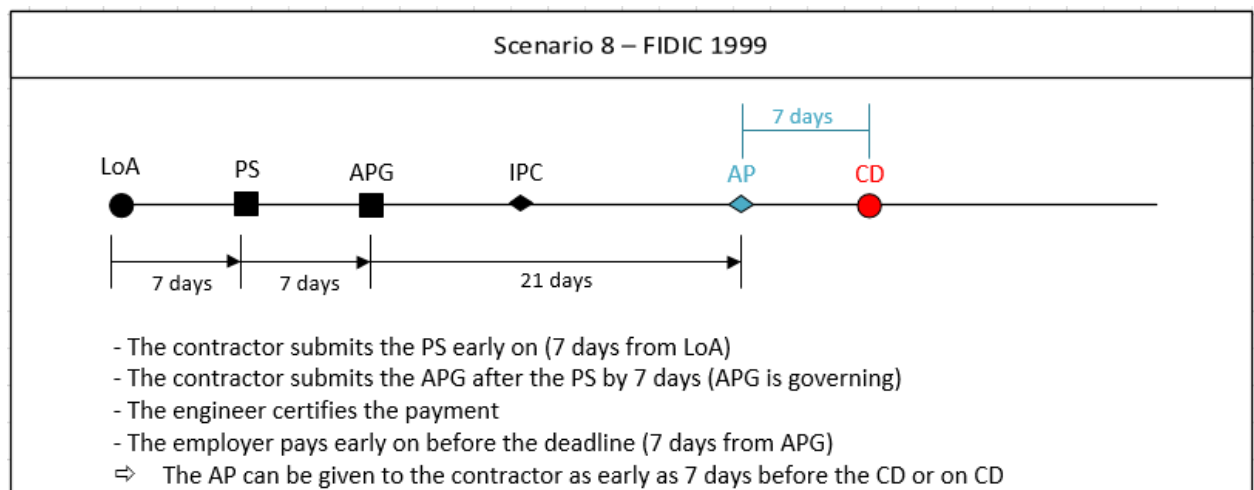 Scenario 8 – FIDIC 1999
7 days
LoA PS APG IPC AP CD
7 days 7 days 21 days
- The contractor submits the PS early on (7 days from LoA)
- The contractor submits the APG after the PS by 7 days (APG is governing)
- The engineer certifies the payment
- The employer pays early on before the deadline (7 days from APG)
⇨ The AP can be given to the contractor as early as 7 days before the CD or on CD